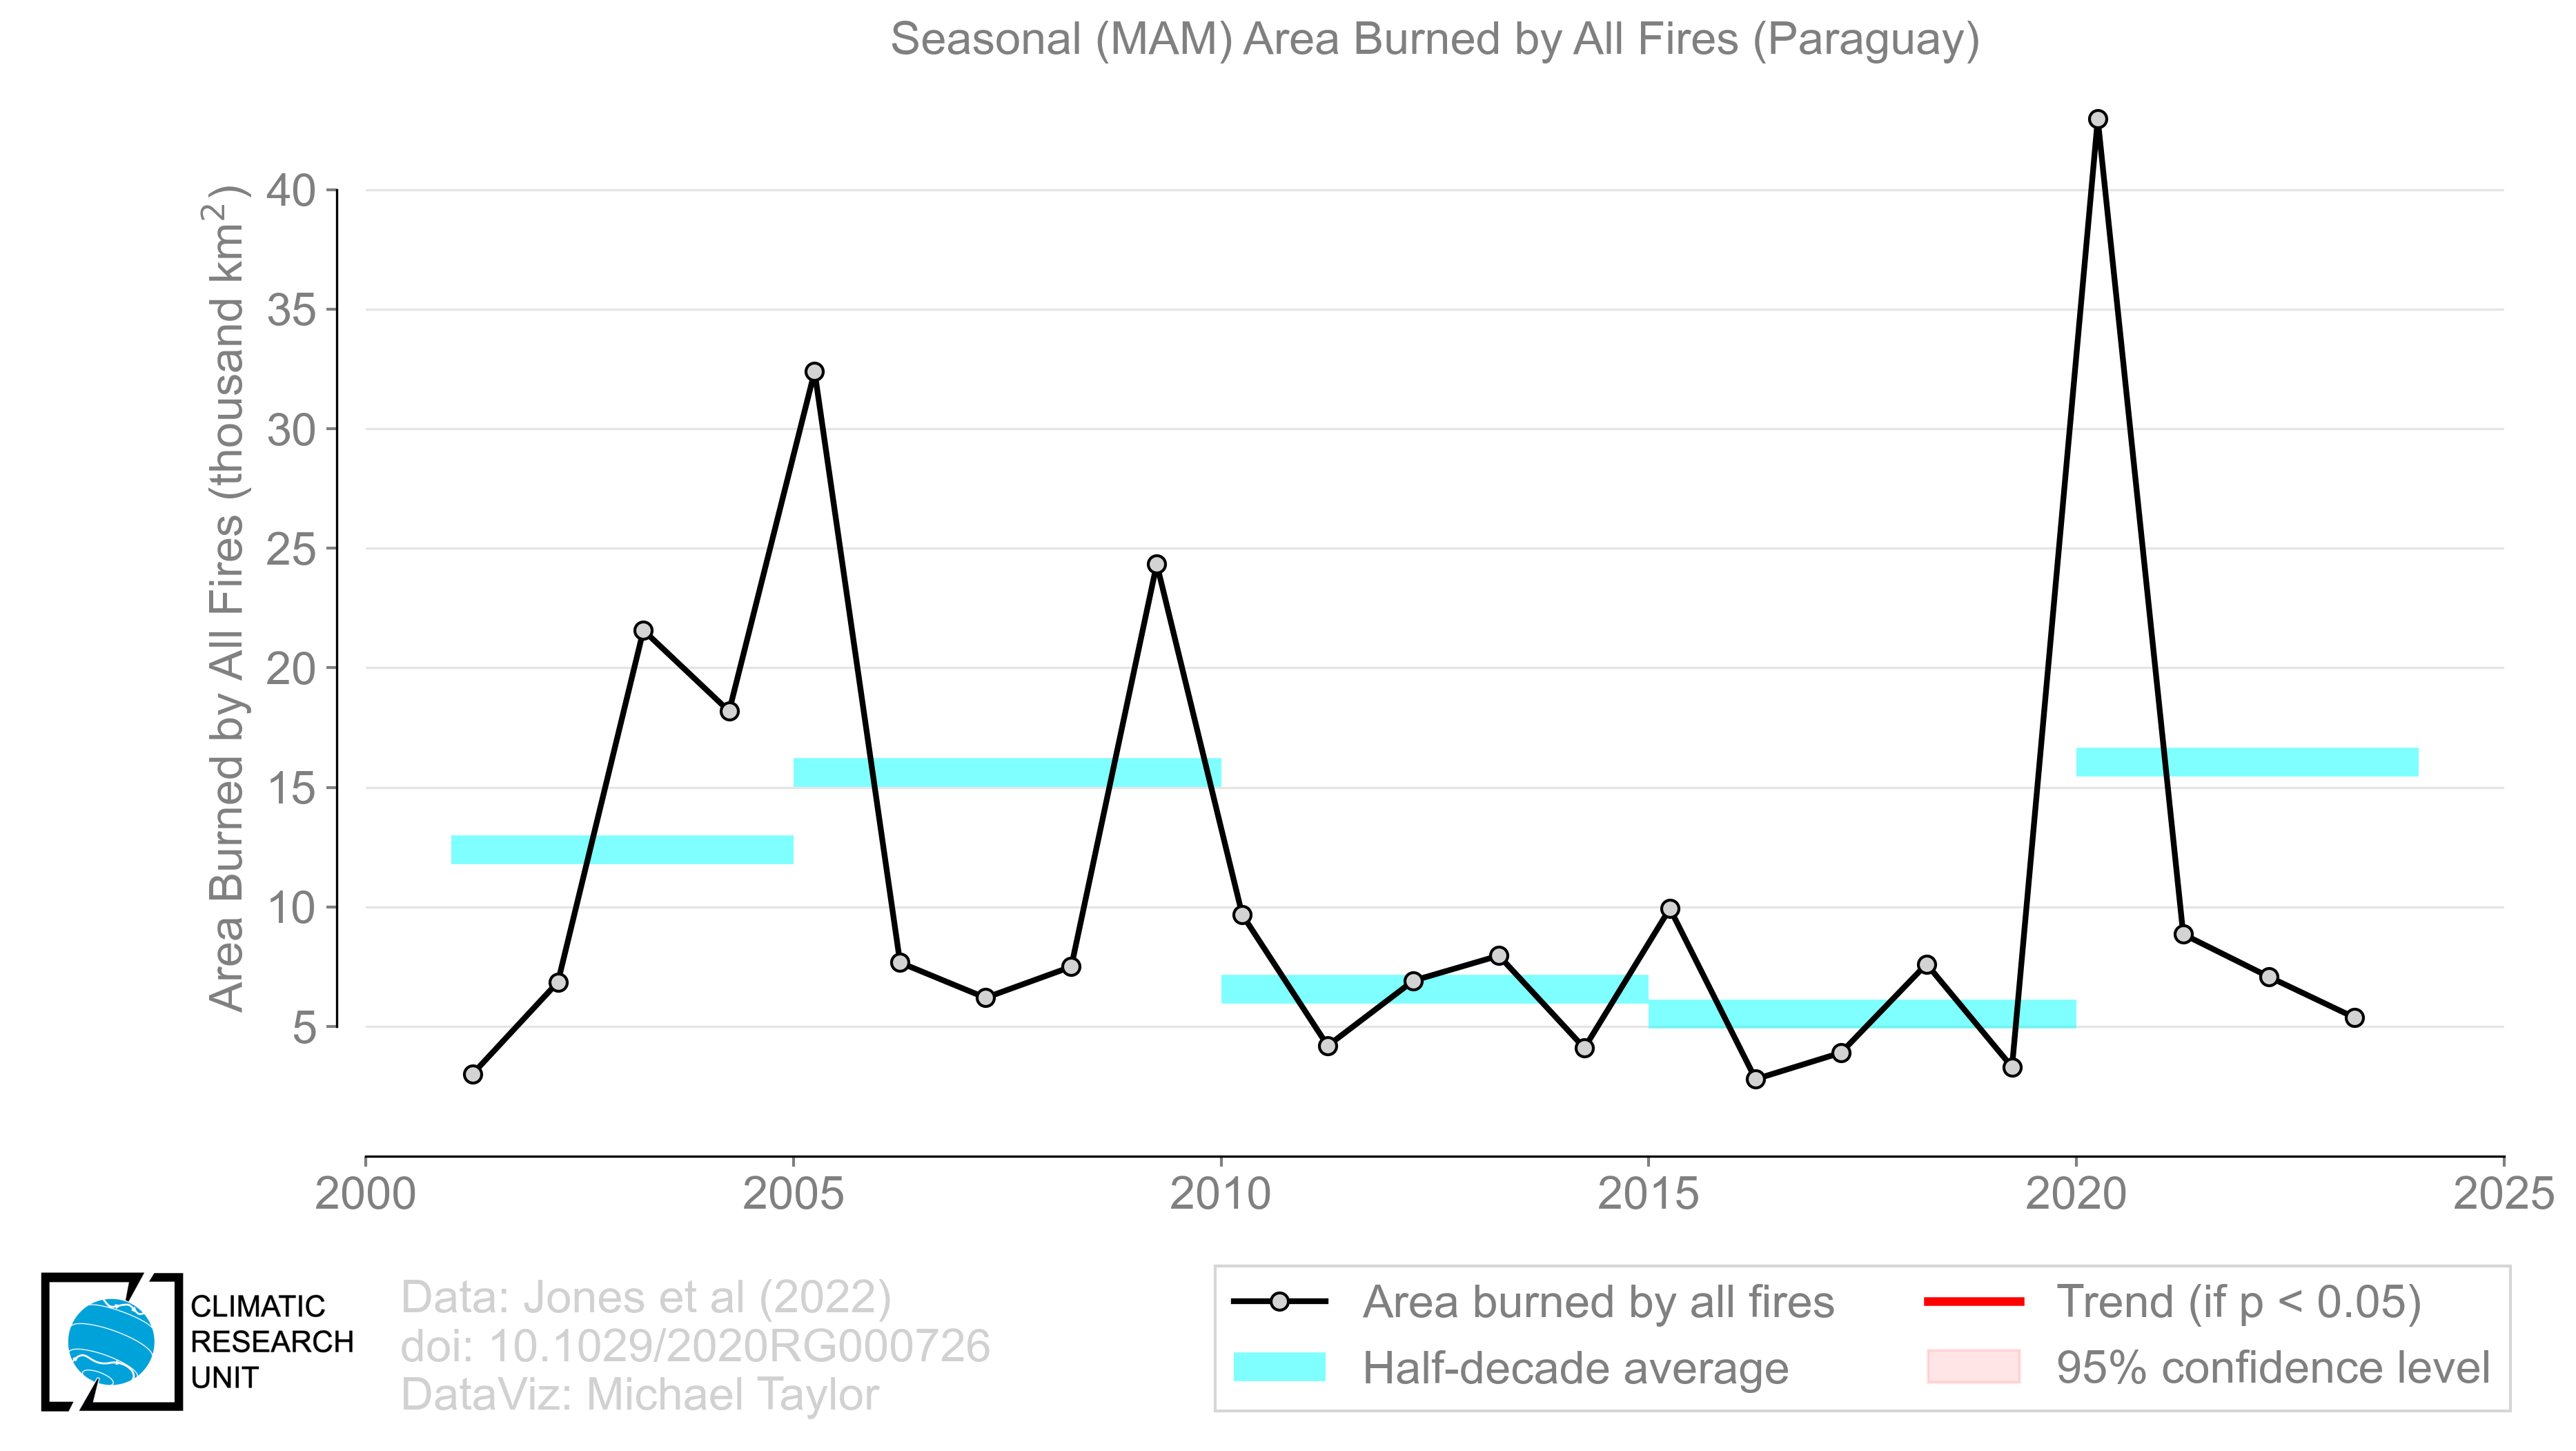 Seasonal (MAM) Area Burned by All Fires (Paraguay)
Area Burned by All Fires (thousand km²)
40
35
30
25
20
15
10
5
2000 2005 2010 2015 2020 2025
CLIMATIC
RESEARCH
UNIT
Data: Jones et al (2022)
doi: 10.1029/2020RG000726
DataViz: Michael Taylor
Area burned by all fires
Half-decade average
Trend (if p < 0.05)
95% confidence level